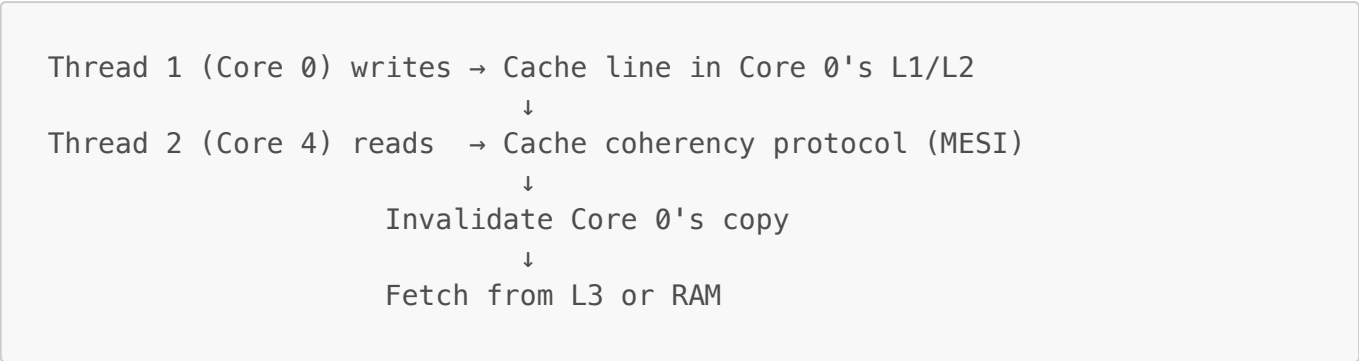 Thread 1 (Core 0) writes → Cache line in Core 0's L1/L2
↓
Thread 2 (Core 4) reads → Cache coherency protocol (MESI)
↓
Invalidate Core 0's copy
↓
Fetch from L3 or RAM